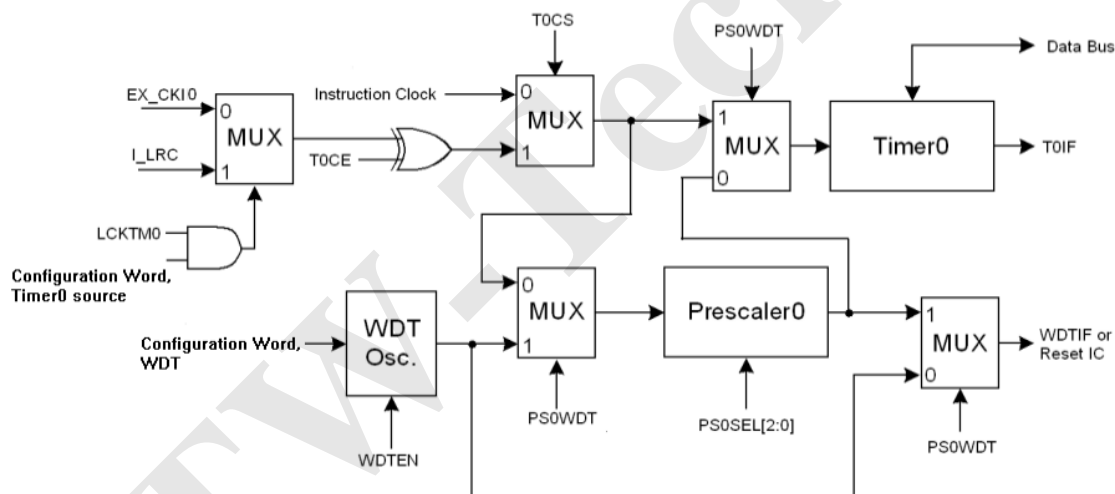 T0CS
PS0WDT
Data Bus
EX_CKI0
0
MUX
I_LRC
1
Instruction Clock
0
MUX
1
T0CE
1
MUX
0
Timer0
T0IF
LCKTM0
Configuration Word,
Timer0 source
Configuration Word,
WDT
WDT
Osc.
WDTEN
0
MUX
1
PS0WDT
Prescaler0
PS0SEL[2:0]
1
MUX
0
WDTIF or
Reset IC
PS0WDT
TW-Tec